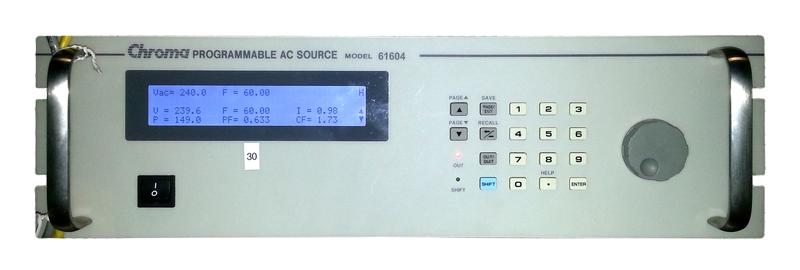 Chroma PROGRAMMABLE AC SOURCE MODEL 61604
Vac= 240.0 F = 60.00 H
V = 239.6 F = 60.00 I = 0.98 ▲
P = 149.0 PF= 0.633 CF= 1.73 ▼
30
I
O
PAGE▲ SAVE
▲ PAGE/EXIT 1 2 3
PAGE▼ RECALL
▼ +/- 4 5 6
OUT OUT/QUIT 7 8 9
HELP
SHIFT SHIFT 0 • ENTER